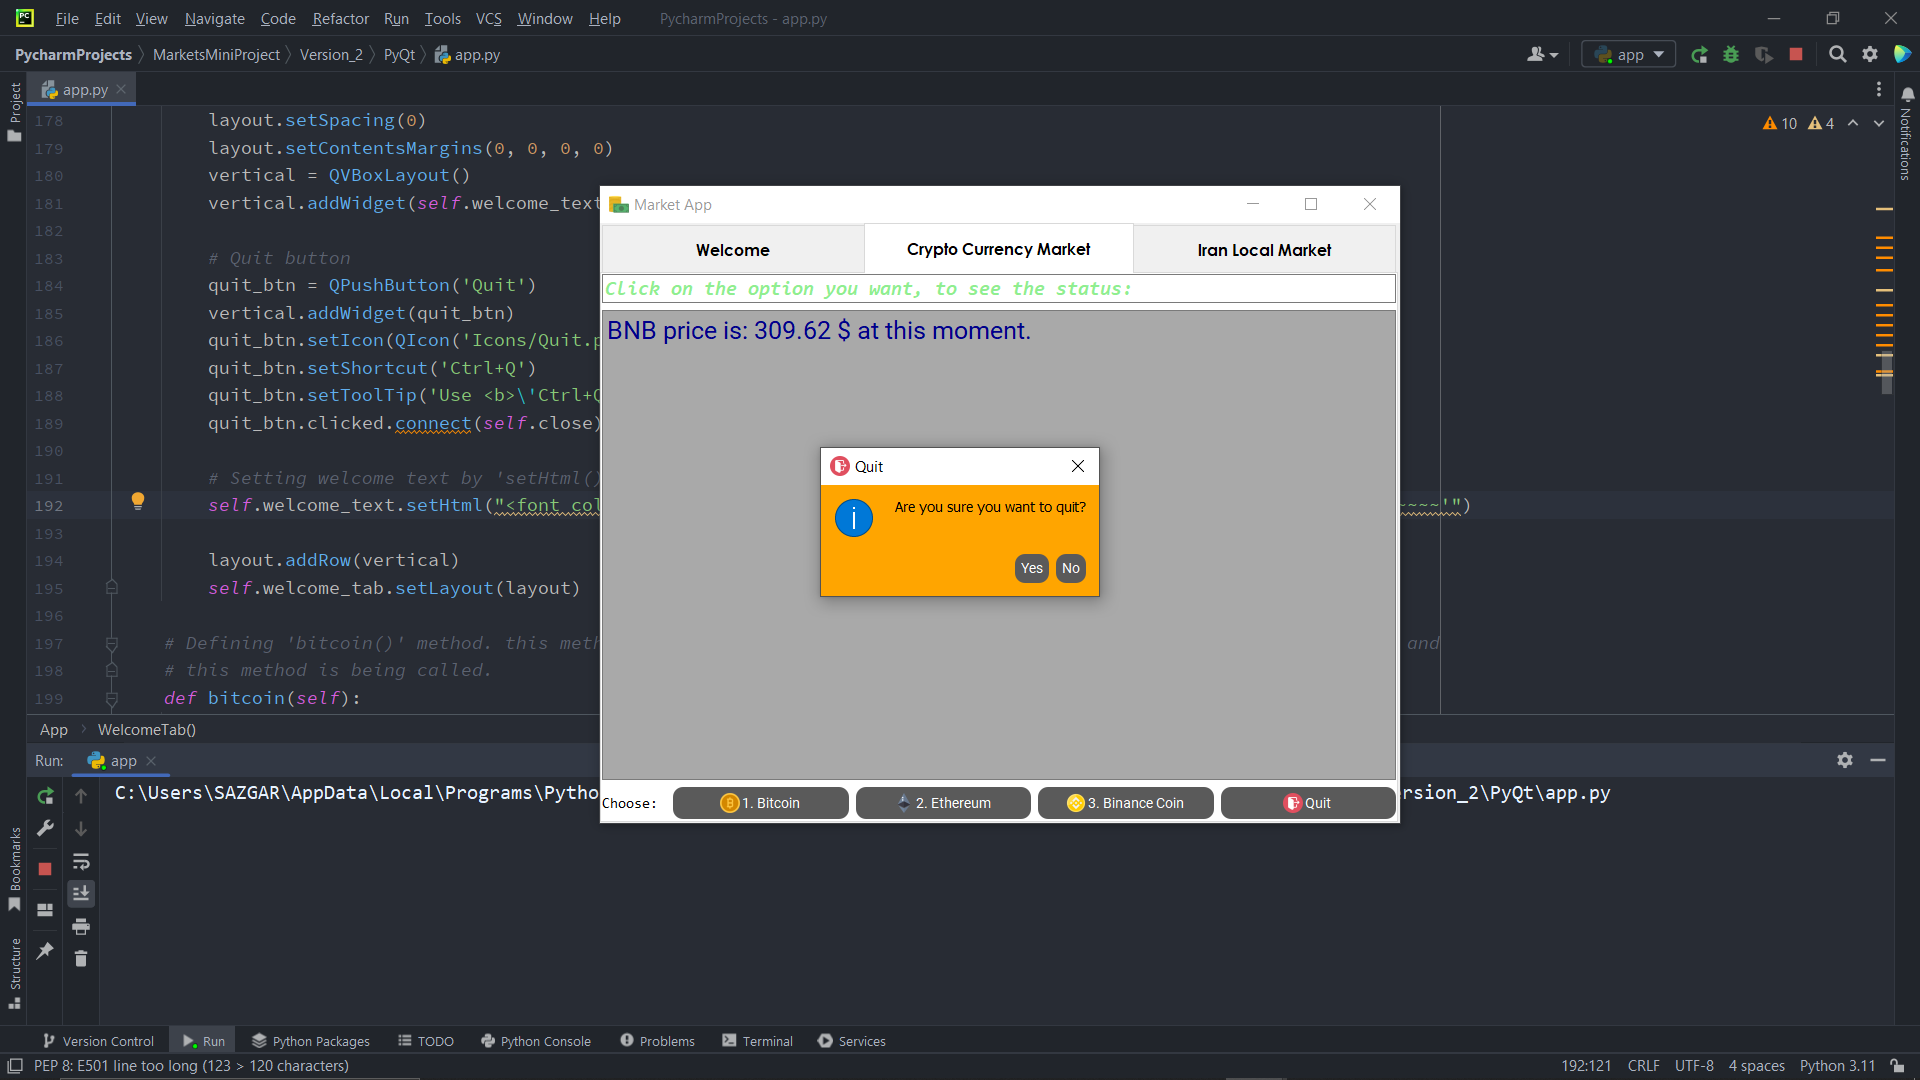 PC
File Edit View Navigate Code Refactor Run Tools VCS Window Help PycharmProjects - app.py
PycharmProjects MarketsMiniProject Version_2 PyQt app.py
app
Project
app.py
Notifications
10 4
178 layout.setSpacing(0)
179 layout.setContentsMargins(0, 0, 0, 0)
180 vertical = QVBoxLayout()
181 vertical.addWidget(self.welcome_text
182
183 # Quit button
184 quit_btn = QPushButton('Quit')
185 vertical.addWidget(quit_btn)
186 quit_btn.setIcon(QIcon('Icons/Quit.p
187 quit_btn.setShortcut('Ctrl+Q')
188 quit_btn.setToolTip('Use <b>\'Ctrl+Q
189 quit_btn.clicked.connect(self.close)
190
191 # Setting welcome text by 'setHtml()
192 self.welcome_text.setHtml("<font col ~~~~'")
193
194 layout.addRow(vertical)
195 self.welcome_tab.setLayout(layout)
196
197 # Defining 'bitcoin()' method. this meth and
198 # this method is being called.
199 def bitcoin(self):
App WelcomeTab()
Market App
Welcome Crypto Currency Market Iran Local Market
Click on the option you want, to see the status:
BNB price is: 309.62 $ at this moment.
Quit
Are you sure you want to quit?
Yes No
Choose: 1. Bitcoin 2. Ethereum 3. Binance Coin Quit
Run: app
C:\Users\SAZGAR\AppData\Local\Programs\Pytho ersion_2\PyQt\app.py
Bookmarks
Structure
Version Control Run Python Packages TODO Python Console Problems Terminal Services
PEP 8: E501 line too long (123 > 120 characters) 192:121 CRLF UTF-8 4 spaces Python 3.11